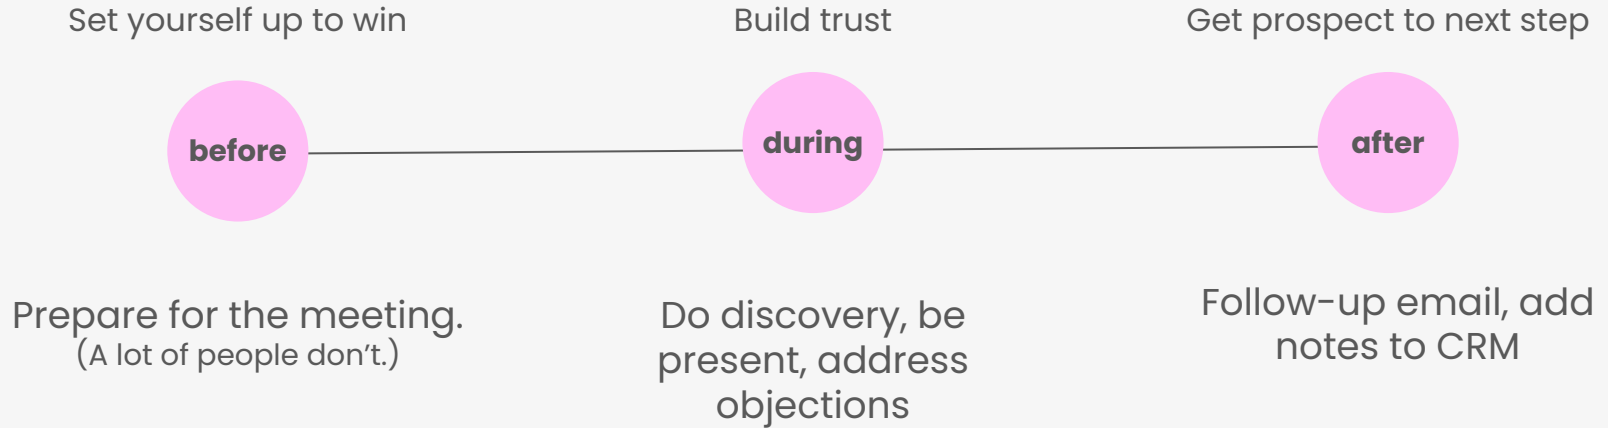 Set yourself up to win
Build trust
Get prospect to next step
before
during
after
Prepare for the meeting.
(A lot of people don’t.)
Do discovery, be
present, address
objections
Follow-up email, add
notes to CRM